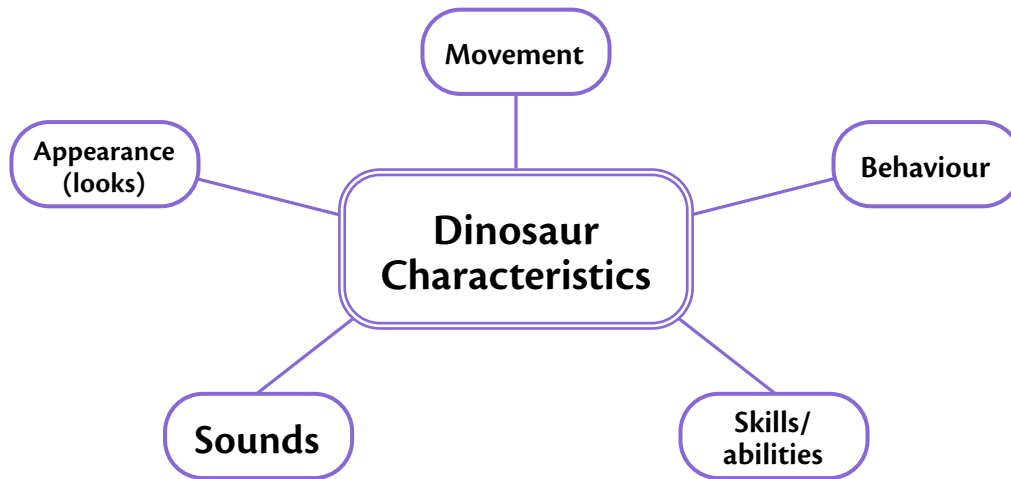 Movement
Appearance
(looks)
Behaviour
Dinosaur
Characteristics
Sounds
Skills/
abilities